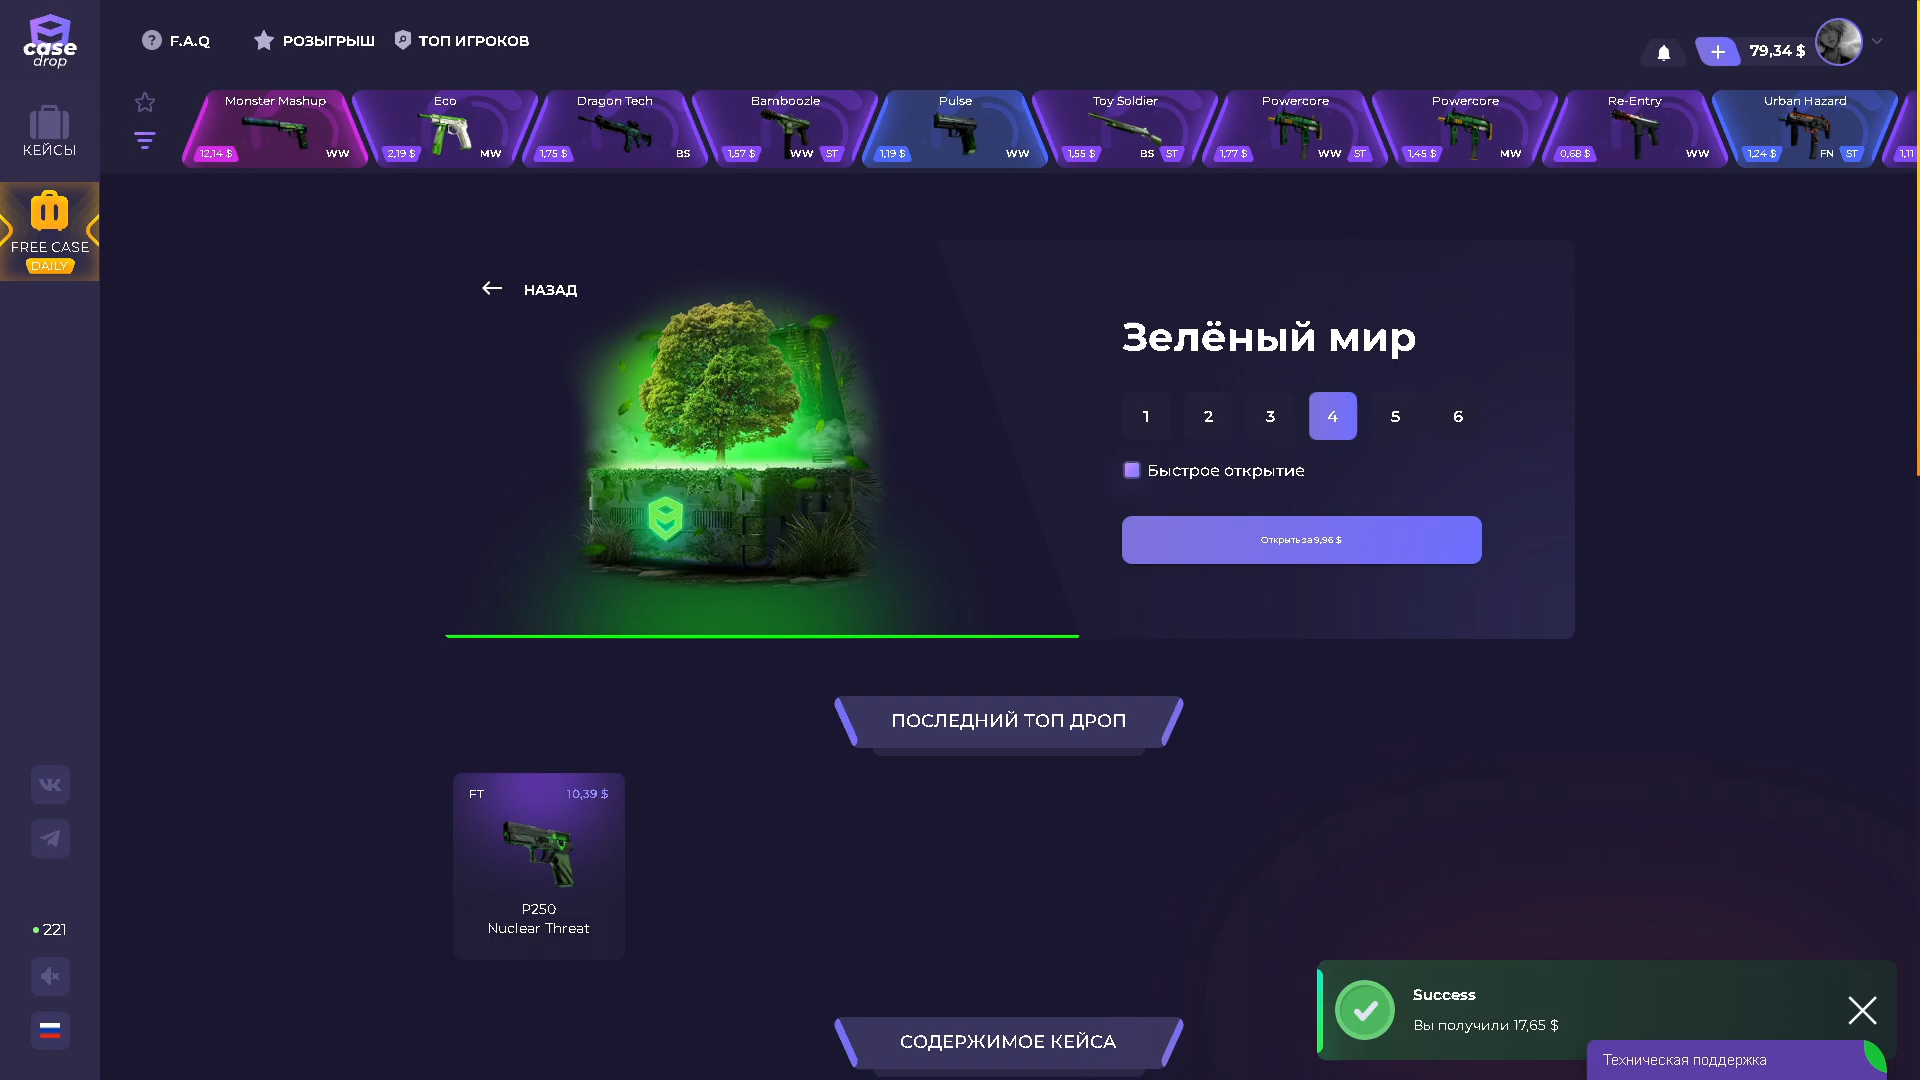 case
drop
F.A.Q
РОЗЫГРЫШ
ТОП ИГРОКОВ
79,34 $
КЕЙСЫ
FREE CASE
DAILY
Monster Mashup
12,14 $
WW
Eco
2,19 $
MW
Dragon Tech
1,75 $
BS
Bamboozle
1,57 $
WW
ST
Pulse
1,19 $
WW
Toy Soldier
1,55 $
BS
ST
Powercore
1,77 $
WW
ST
Powercore
1,45 $
MW
Re-Entry
0,68 $
WW
Urban Hazard
1,24 $
FN
ST
1,11
НАЗАД
Зелёный мир
1
2
3
4
5
6
Быстрое открытие
Открыть за 9,96 $
ПОСЛЕДНИЙ ТОП ДРОП
FT
10,39 $
P250
Nuclear Threat
221
СОДЕРЖИМОЕ КЕЙСА
Success
Вы получили 17,65 $
Техническая поддержка